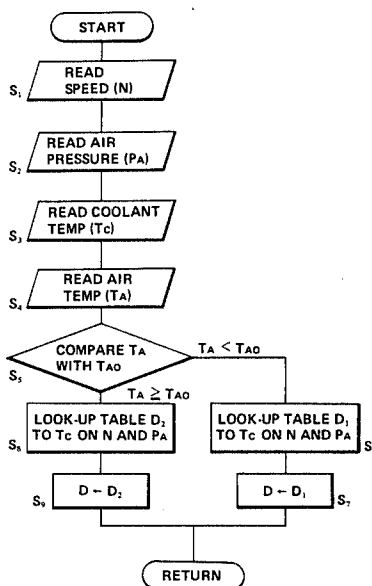 START
READ
SPEED (N)
S₁
READ AIR
PRESSURE (PA)
S₂
READ COOLANT
TEMP (TC)
S₃
READ AIR
TEMP (TA)
S₄
COMPARE TA
WITH TAO
S₅
TA < TAO
TA ≥ TAO
LOOK-UP TABLE D₂
TO TC ON N AND PA
S₈
LOOK-UP TABLE D₁
TO TC ON N AND PA
S
D ← D₂
S₉
D ← D₁
S₇
RETURN